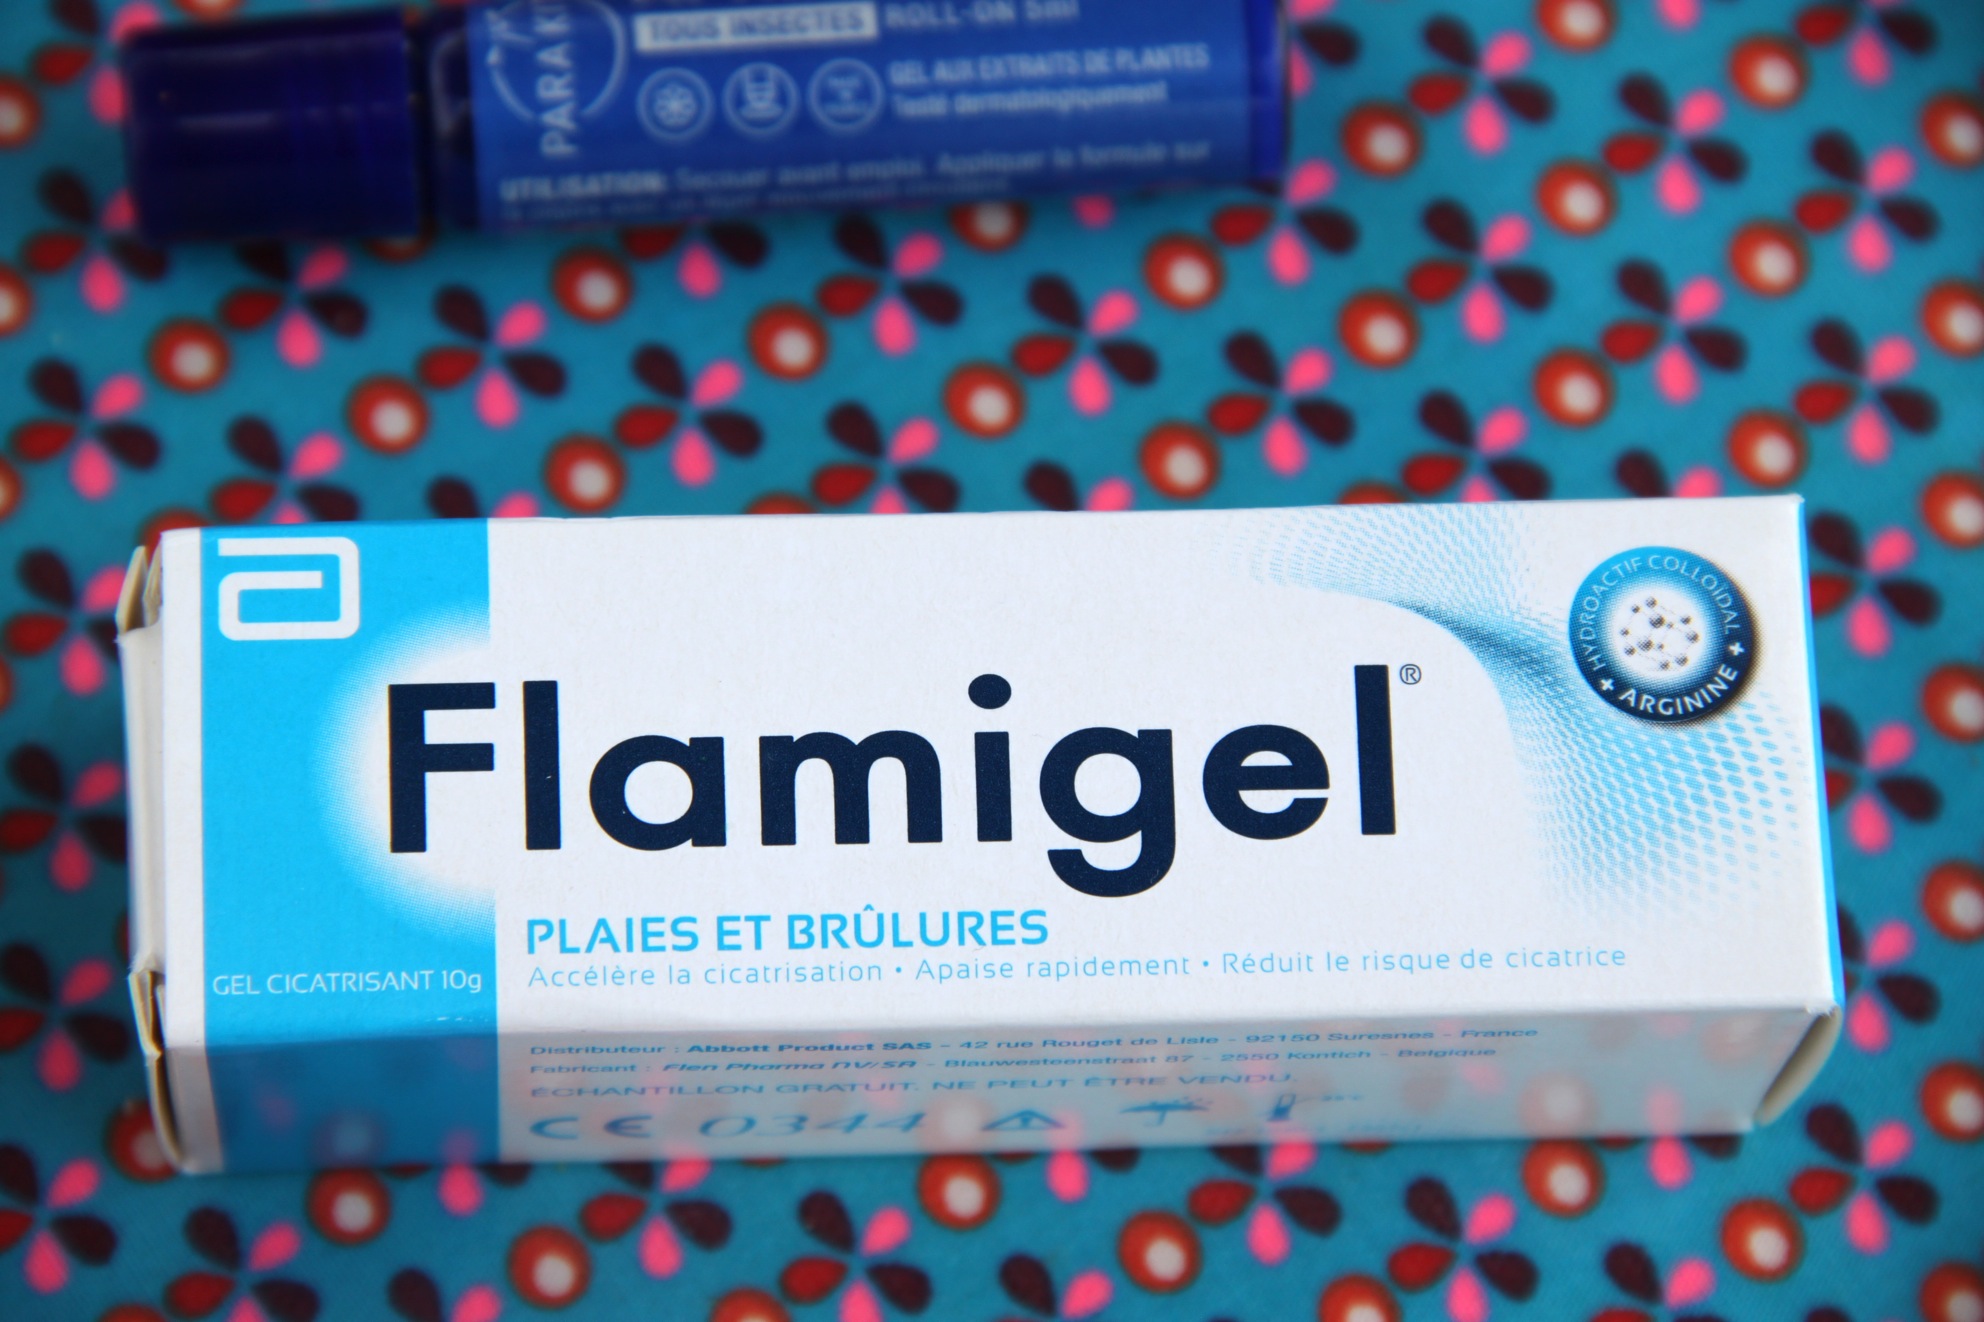 PARA KIT
TOUS INSECTES ROLL-ON 5ml
GEL AUX EXTRAITS DE PLANTES
Testé dermatologiquement
UTILISATION: Secouer avant emploi. Appliquer la formule sur
HYDROACTIF COLLOÏDAL
+ ARGININE +
Flamigel®
PLAIES ET BRÛLURES
Accélère la cicatrisation • Apaise rapidement • Réduit le risque de cicatrice
GEL CICATRISANT 10g
Distributeur : Abbott Product SAS - 42 rue Rouget de Lisle - 92150 Suresnes - France
Fabricant : Flen Pharma NV/SA - Blauwesteenstraat 87 - 2550 Kontich - Belgique
ÉCHANTILLON GRATUIT. NE PEUT ÊTRE VENDU.
CE 0344